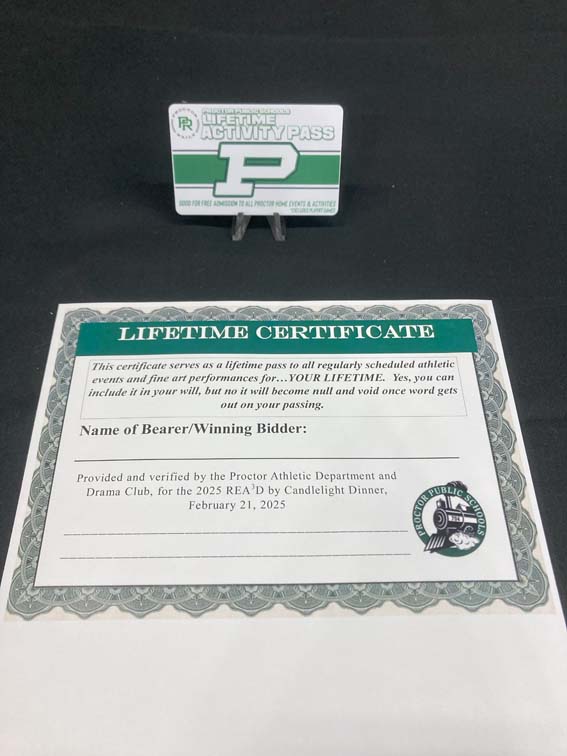 PROCTOR PUBLIC SCHOOLS
LIFETIME
ACTIVITY PASS
PR
P
GOOD FOR FREE ADMISSION TO ALL PROCTOR HOME EVENTS & ACTIVITIES
LIFETIME CERTIFICATE
This certificate serves as a lifetime pass to all regularly scheduled athletic
events and fine art performances for…YOUR LIFETIME. Yes, you can
include it in your will, but no it will become null and void once word gets
out on your passing.
Name of Bearer/Winning Bidder:
Provided and verified by the Proctor Athletic Department and
Drama Club, for the 2025 REA³D by Candlelight Dinner,
February 21, 2025
PROCTOR PUBLIC SCHOOLS